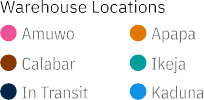 Warehouse Locations
Amuwo
Apapa
Calabar
Ikeja
In Transit
Kaduna